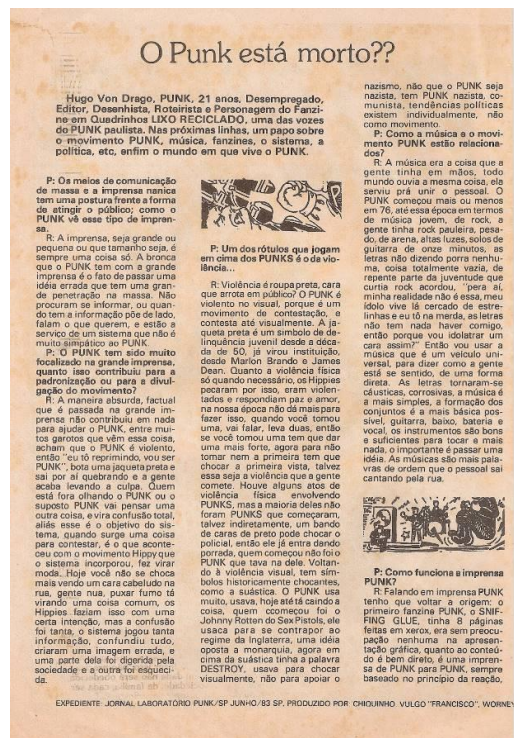 O Punk está morto??
Hugo Von Drago, PUNK, 21 anos, Desempregado,
Editor, Desenhista, Roteirista e Personagem do Fanzi-
ne em Quadrinhos LIXO RECICLADO, uma das vozes
do PUNK paulista. Nas próximas linhas, um papo sobre
o movimento PUNK, música, fanzines, o sistema, a
política, etc, enfim o mundo em que vive o PUNK.
P: Os meios de comunicação
de massa e a imprensa nanica
tem uma postura frente a forma
de atingir o público; como o
PUNK vê esse tipo de impren-
sa.
R: A imprensa, seja grande ou
pequena ou que tamanho seja, é
sempre uma coisa só. A bronca
que o PUNK tem com a grande
imprensa é o fato de passar uma
idéia errada que tem uma gran-
de penetração na massa. Não
procuram se informar, ou quan-
do tem a informação põe de lado,
falam o que querem, e estão a
serviço de um sistema que não é
muito simpático ao PUNK.
P: O PUNK tem sido muito
focalizado na grande imprensa,
quanto isso contribuiu para a
padronização ou para a divul-
gação do movimento?
R: A maneira absurda, factual
que é passada na grande im-
prensa não contribuiu em nada
para ajudar o PUNK, entre mui-
tos garotos que vêm essa coisa,
acham que o PUNK é violento,
então "eu tô reprimindo, vou ser
PUNK", bota uma jaqueta preta e
sai por aí quebrando e a gente
acaba levando a culpa. Quem
está fora olhando o PUNK ou o
suposto PUNK vai pensar uma
outra coisa, e vira confusão total,
aliás esse é o objetivo do sis-
tema, quando surge uma coisa
para contestar, é o que aconte-
ceu com o movimento Hippy que
o sistema incorporou, fez virar
moda. Hoje você não se choca
mais vendo um cara cabeludo na
rua, gente nua, puxar fumo tá
virando uma coisa comum, os
Hippies faziam isso com uma
certa intenção, mas a confusão
foi tanta, o sistema jogou tanta
informação, confundiu tudo,
criaram uma imagem errada, e
uma parte dela foi digerida pela
sociedade e a outra foi esqueci-
da.
P: Um dos rótulos que jogam
em cima dos PUNKS é o da vio-
lência...
R: Violência é roupa preta, cara
que arrota em público? O PUNK é
violento no visual, porque é um
movimento de contestação, e
contesta até visualmente. A ja-
queta preta é um símbolo de de-
linquência juvenil desde a déca-
da de 50, já virou instituição,
desde Marlon Brando e James
Dean. Quanto a violência física
só quando necessário, os Hippies
pecaram por isso, eram violen-
tados e respondiam paz e amor,
na nossa época não dá mais para
fazer isso, quando você tomou
uma, vai falar, leva duas, então
se você tomou uma tem que dar
uma mais forte, agora para não
tomar nem a primeira tem que
chocar a primeira vista, talvez
essa seja a violência que a gente
comete. Houve alguns atos de
violência física envolvendo
PUNKS, mas a maioria deles não
foram PUNKS que começaram,
talvez indiretamente, um bando
de caras de preto pode chocar o
policial, então ele já entra dando
porrada, quem começou não foi o
PUNK que tava na dele. Voltan-
do à violência visual, tem sím-
bolos historicamente chocantes,
como a suástica. O PUNK usa
muito, usava, hoje até tá caindo a
coisa, quem começou foi o
Johnny Rotten do Sex Pistols, ele
usaca para se contrapor ao
regime da Inglaterra, uma idéia
oposta a monarquia, agora em
cima da suástica tinha a palavra
DESTROY, usava para chocar
visualmente, não para apoiar o
nazismo, não que o PUNK seja
nazista, tem PUNK nazista, co-
munista, tendências políticas
existem individualmente, não
como movimento.
P: Como a música e o movi-
mento PUNK estão relaciona-
dos?
R: A música era a coisa que a
gente tinha em mãos, todo
mundo ouvia a mesma coisa, ela
serviu prá unir o pessoal. O
PUNK começou mais ou menos
em 76, até essa época em termos
de música jovem, de rock, a
gente tinha rock pauleira, pesa-
do, de arena, altas luzes, solos de
guitarra de onze minutos, as
letras não dizendo porra nenhu-
ma, coisa totalmente vazia, de
repente parte da juventude que
curtia rock acordou, "pera aí,
minha realidade não é essa, meu
ídolo vive lá cercado de estre-
linhas e eu tô na merda, as letras
não tem nada haver comigo,
então porque vou idolatrar um
cara assim?" Então vou usar a
música que é um veículo uni-
versal, para dizer como a gente
está se sentido, de uma forma
direta. As letras tornaram-se
cáusticas, corrosivas, a música é
a mais simples, a formação dos
conjuntos é a mais básica pos-
sível, guitarra, baixo, bateria e
vocal, os instrumentos são bons
e suficientes para tocar e mais
nada, o importante é passar uma
idéia. As músicas são mais pala-
vras de ordem que o pessoal sai
cantando pela rua.
P: Como funciona a imprensa
PUNK?
R: Falando em imprensa PUNK
tenho que voltar a origem: o
primeiro fanzine PUNK, o SNIF-
FING GLUE, tinha 8 páginas
feitas em xerox, era sem preocu-
pação nenhuma na apresen-
tação gráfica, quanto ao conteú-
do é bem direto, é uma impren-
sa de PUNK para PUNK, sempre
baseado no princípio da reação,
EXPEDIENTE JORNAL LABORATÓRIO PUNK/SP JUNHO/83 SP. PRODUZIDO POR CHIQUINHO VULGO "FRANCISCO", WORNEY